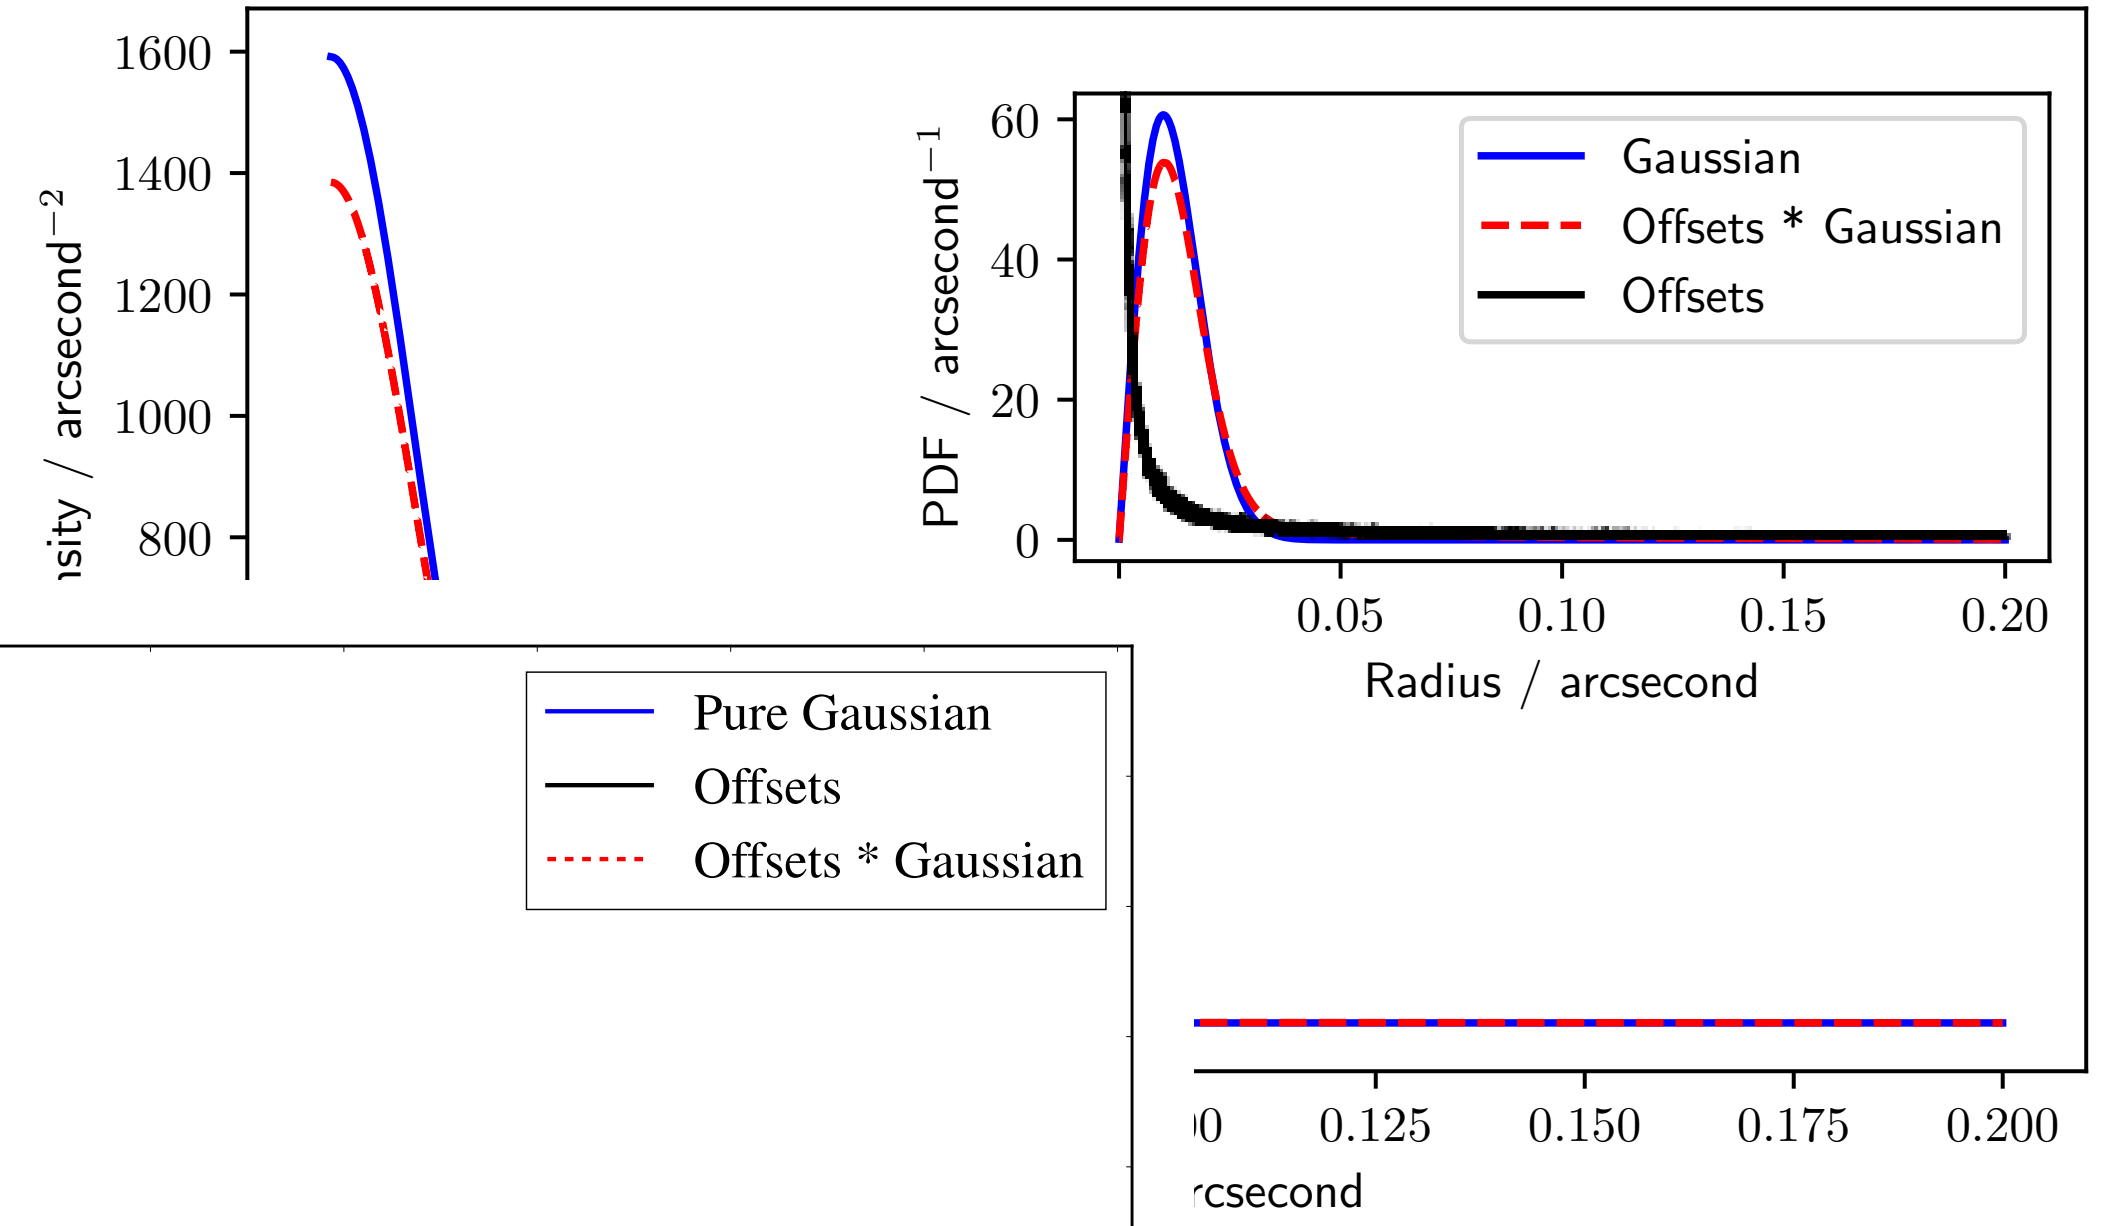 1600
1400
1200
1000
800
/ arcsecond⁻²
60
40
20
0
PDF / arcsecond⁻¹
Gaussian
Offsets * Gaussian
Offsets
0.05 0.10 0.15 0.20
Radius / arcsecond
Pure Gaussian
Offsets
Offsets * Gaussian
0.125 0.150 0.175 0.200